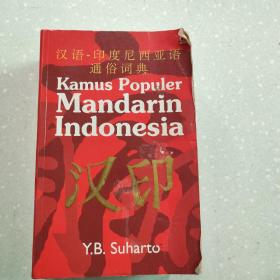 汉语-印度尼西亚语
通俗词典
Kamus Populer
Mandarin
Indonesia
汉印
Y.B. Suharto